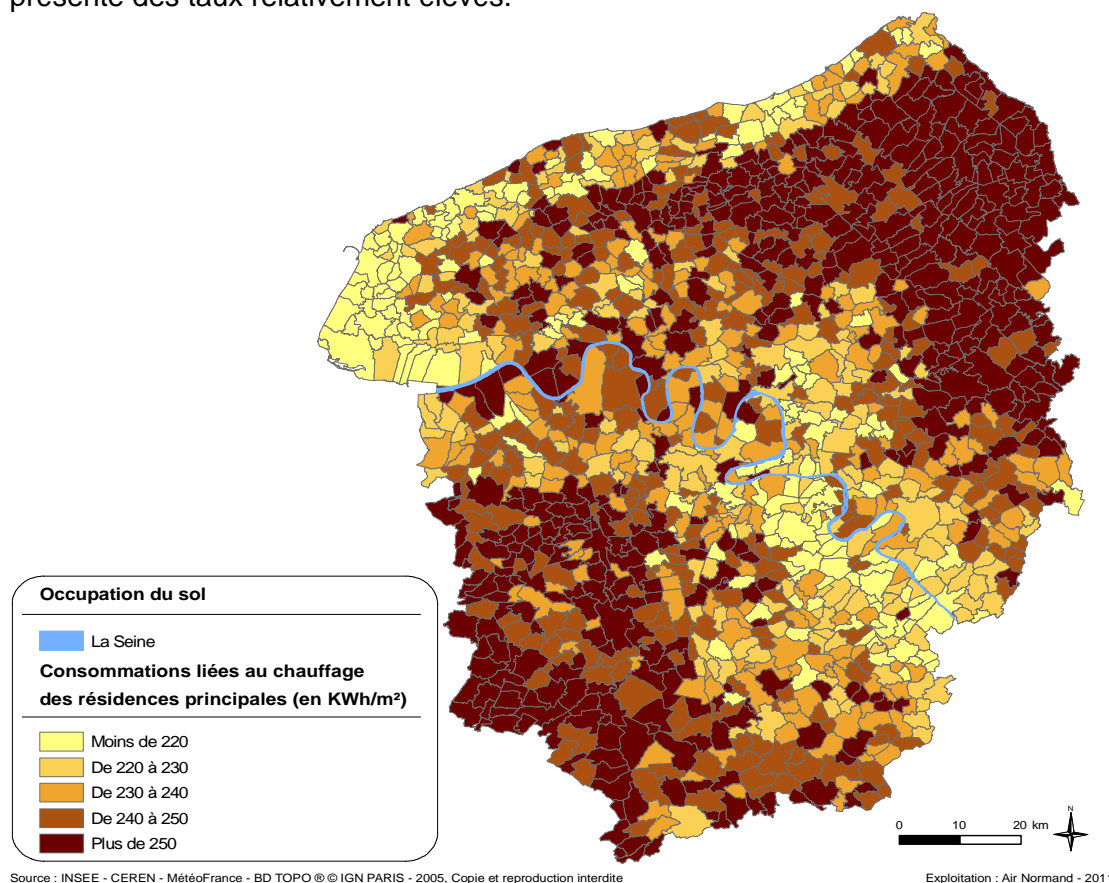 présente des taux relativement élevés.
Occupation du sol
La Seine
Consommations liées au chauffage
des résidences principales (en KWh/m²)
Moins de 220
De 220 à 230
De 230 à 240
De 240 à 250
Plus de 250
N
0 10 20 km
Source : INSEE - CEREN - MétéoFrance - BD TOPO ® © IGN PARIS - 2005, Copie et reproduction interdite
Exploitation : Air Normand - 2011